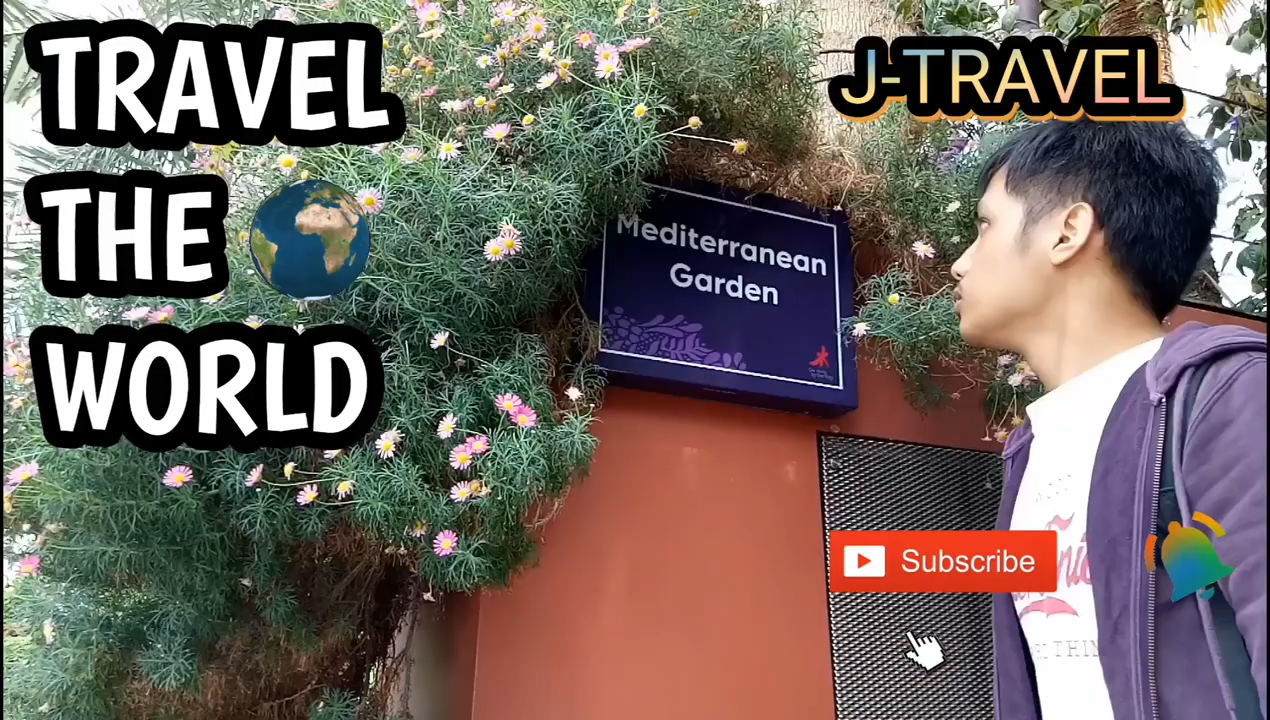 TRAVEL
THE
WORLD
J-TRAVEL
Mediterranean
Garden
Subscribe